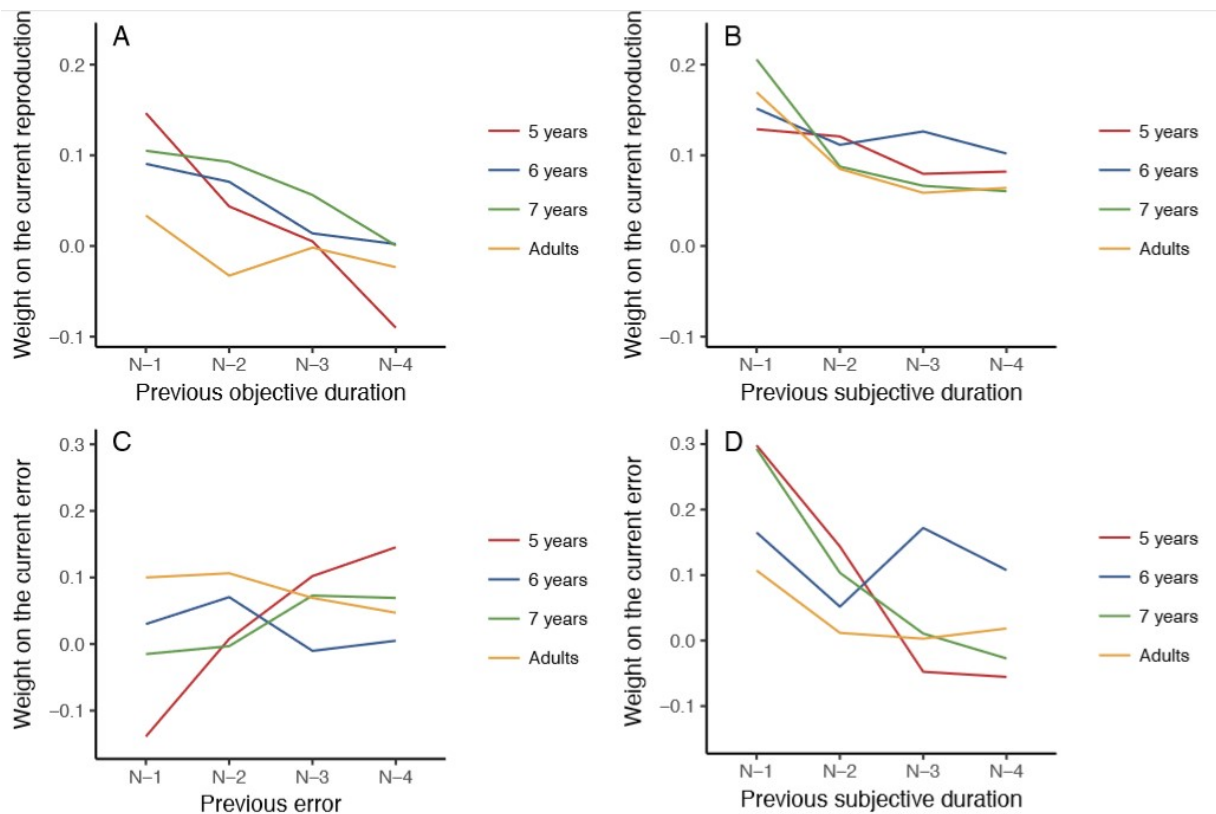 A
Weight on the current reproduction
0.2
0.1
0.0
−0.1
N−1 N−2 N−3 N−4
Previous objective duration
5 years
6 years
7 years
Adults
B
Weight on the current reproduction
0.2
0.1
0.0
−0.1
N−1 N−2 N−3 N−4
Previous subjective duration
5 years
6 years
7 years
Adults
C
Weight on the current error
0.3
0.2
0.1
0.0
−0.1
N−1 N−2 N−3 N−4
Previous error
5 years
6 years
7 years
Adults
D
Weight on the current error
0.3
0.2
0.1
0.0
−0.1
N−1 N−2 N−3 N−4
Previous subjective duration
5 years
6 years
7 years
Adults